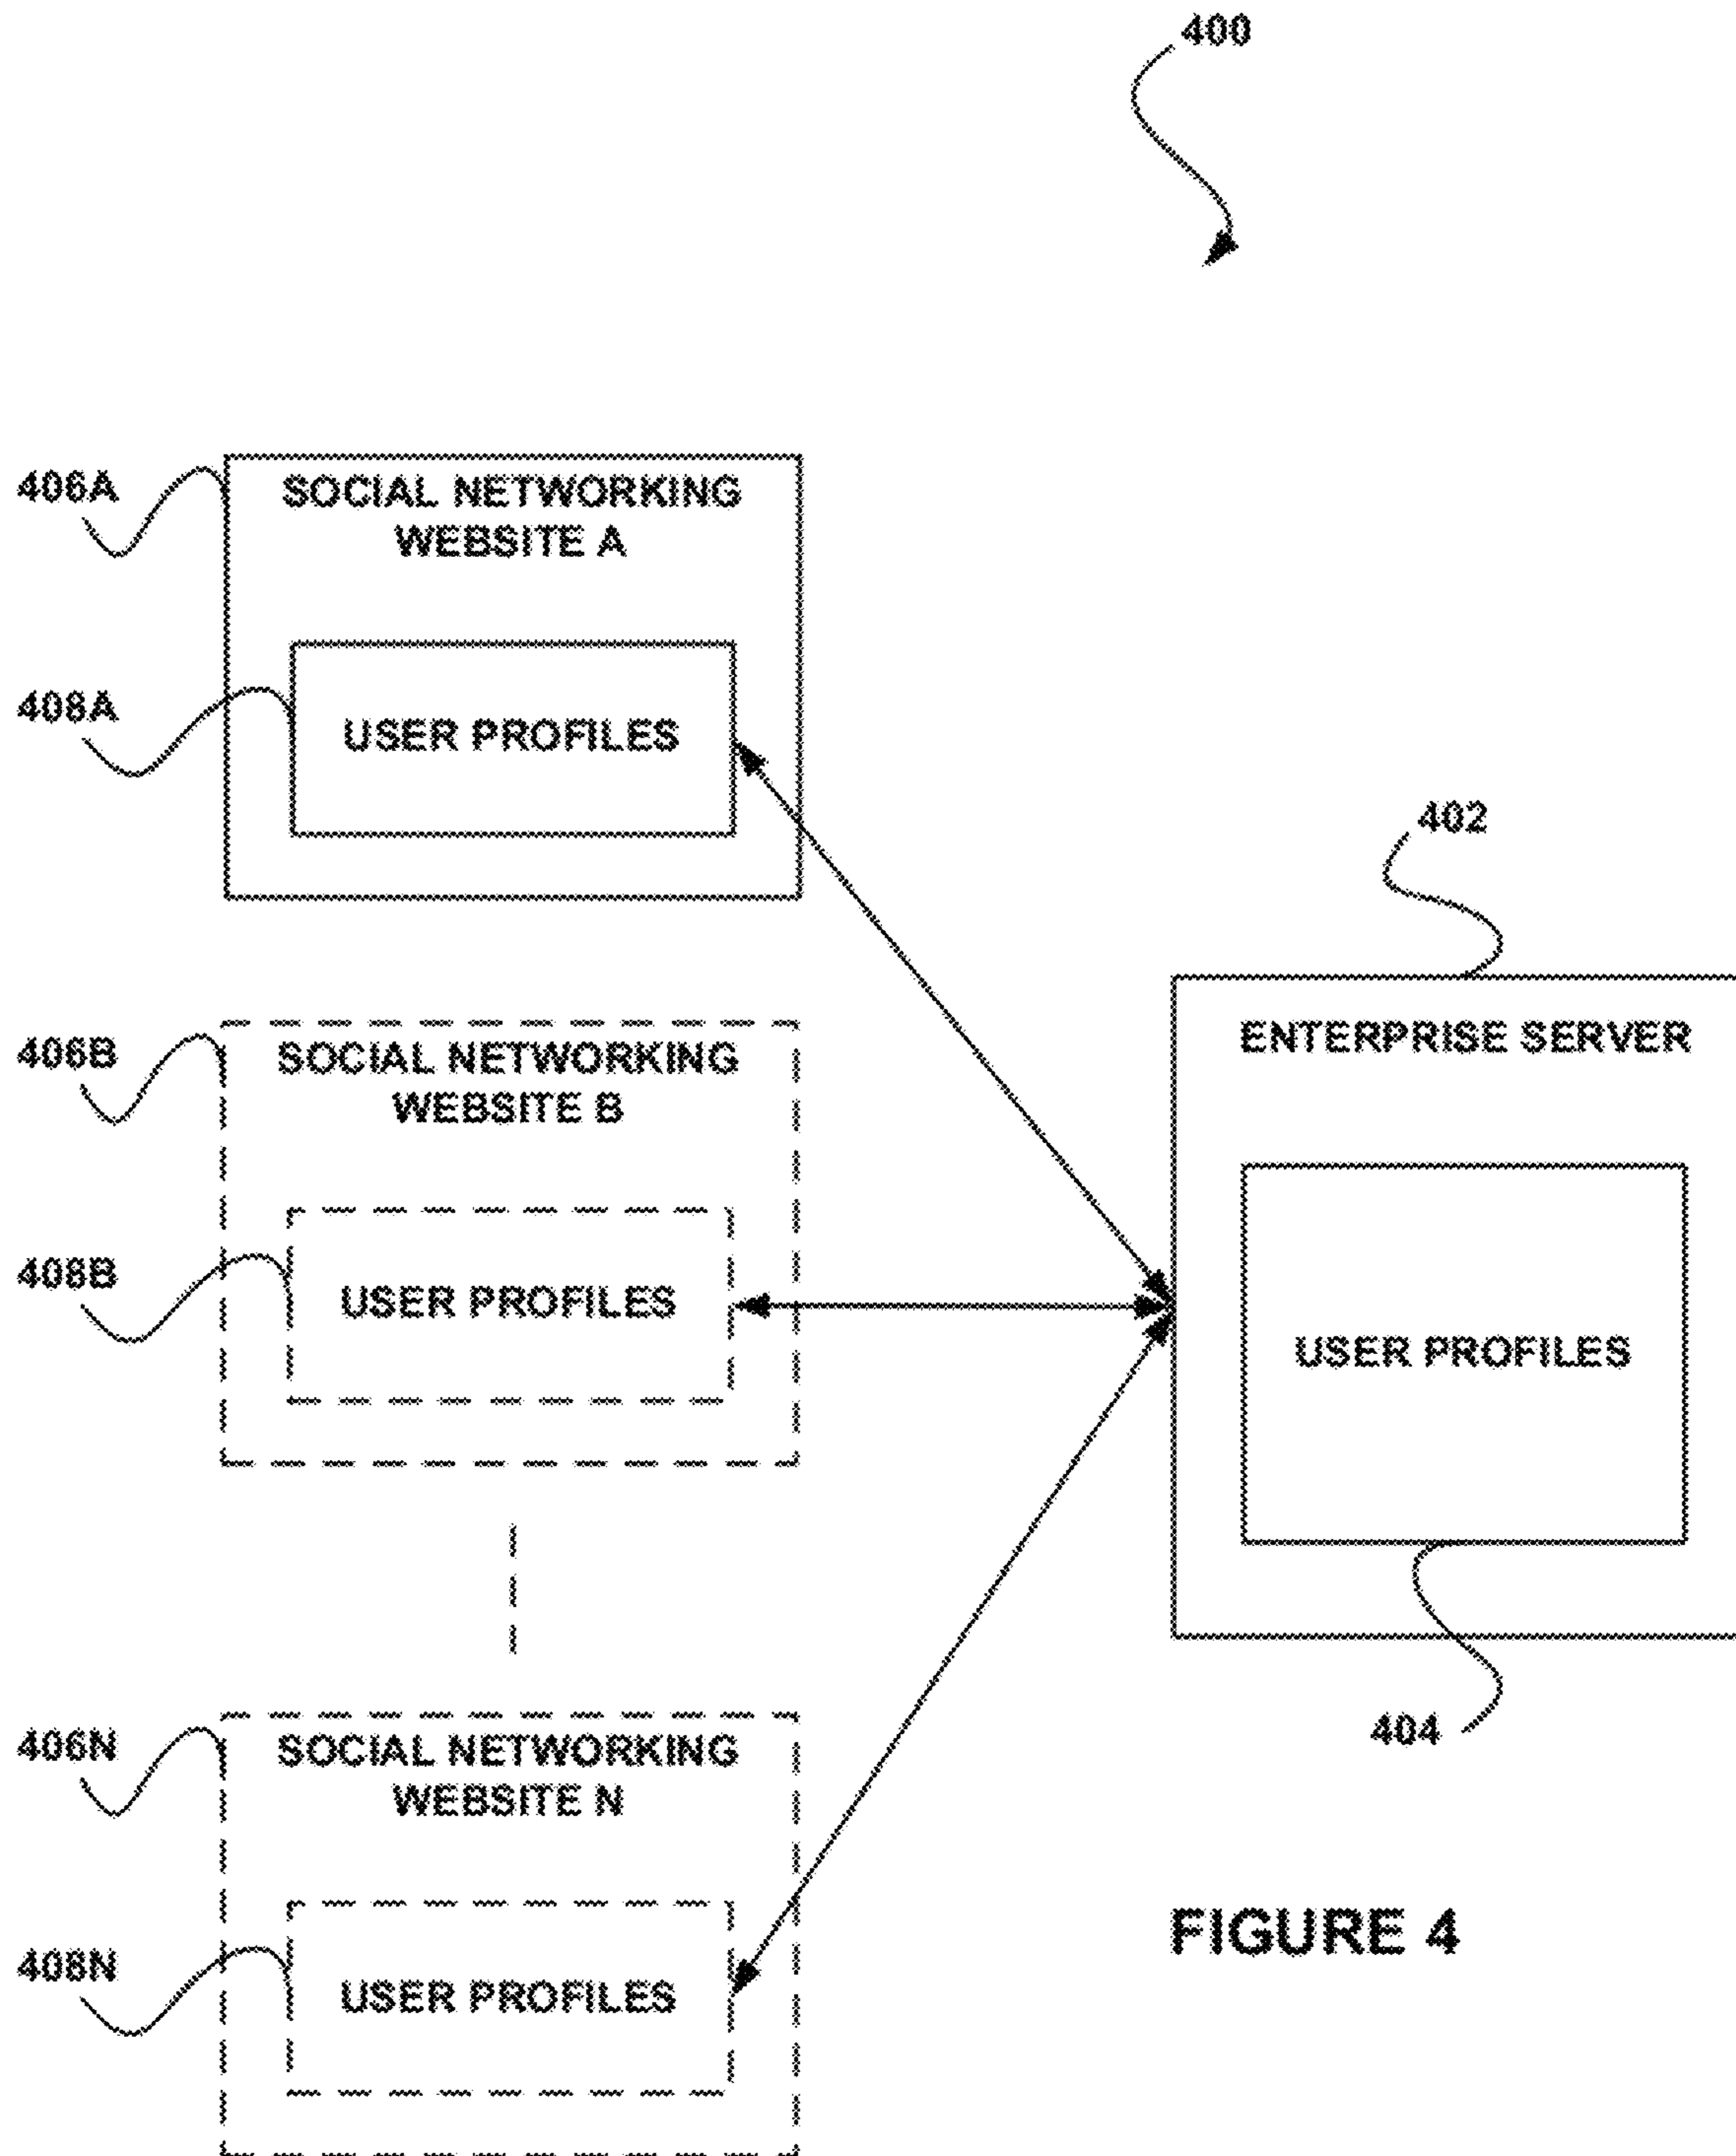 400
406A
SOCIAL NETWORKING
WEBSITE A
408A
USER PROFILES
402
ENTERPRISE SERVER
406B
SOCIAL NETWORKING
WEBSITE B
408B
USER PROFILES
USER PROFILES
404
406N
SOCIAL NETWORKING
WEBSITE N
408N
USER PROFILES
FIGURE 4